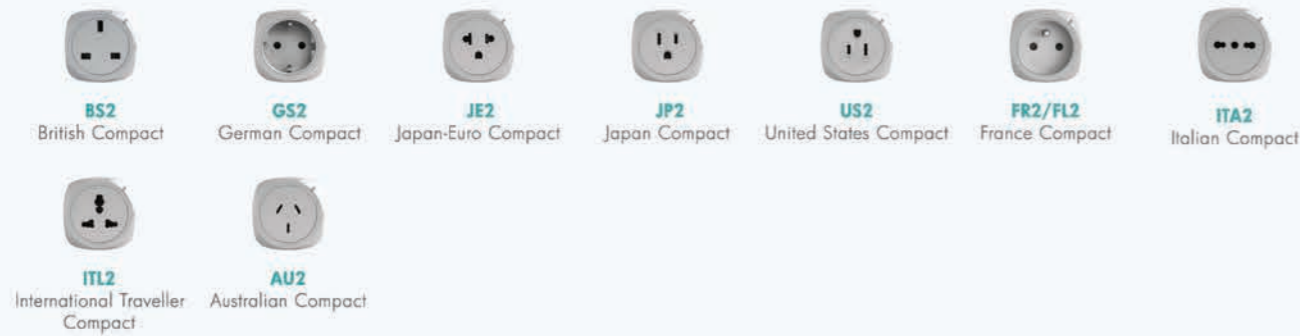 BS2
British Compact
GS2
German Compact
JE2
Japan-Euro Compact
JP2
Japan Compact
US2
United States Compact
FR2/FL2
France Compact
ITA2
Italian Compact
ITL2
International Traveller
Compact
AU2
Australian Compact